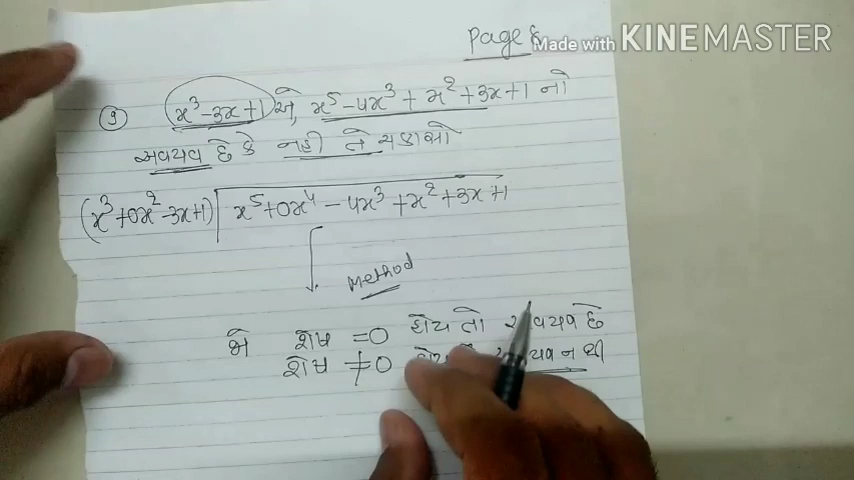 Page 6
Made with KINEMASTER
9 x³-3x+1 એ, x⁵-4x³+x²+3x+1 નો
અવયવ છે કે નહી તે ચકાસો
(x³+0x²-3x+1) x⁵+0x⁴-4x³+x²+3x+1
Method
જો શેષ =0 હોય તો અવયવ છે
શેષ ≠0 નથી